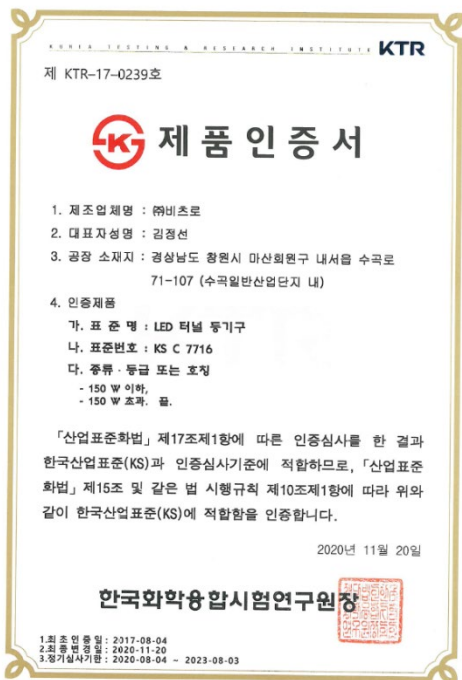 KOREA TESTING & RESEARCH INSTITUTE KTR
제 KTR-17-0239호
K 제품인증서
1. 제조업체명 : ㈜비츠로
2. 대표자성명 : 김정선
3. 공장 소재지 : 경상남도 창원시 마산회원구 내서읍 수곡로
71-107 (수곡일반산업단지 내)
4. 인증제품
가. 표 준 명 : LED 터널 등기구
나. 표준번호 : KS C 7716
다. 종류·등급 또는 호칭
- 150 W 이하,
- 150 W 초과. 끝.
「산업표준화법」제17조제1항에 따른 인증심사를 한 결과
한국산업표준(KS)과 인증심사기준에 적합하므로,「산업표준
화법」제15조 및 같은 법 시행규칙 제10조제1항에 따라 위와
같이 한국산업표준(KS)에 적합함을 인증합니다.
2020년 11월 20일
한국화학융합시험연구원장
1.최초인증일 : 2017-08-04
2.최종변경일 : 2020-11-20
3.정기심사기한 : 2020-08-04 ~ 2023-08-03